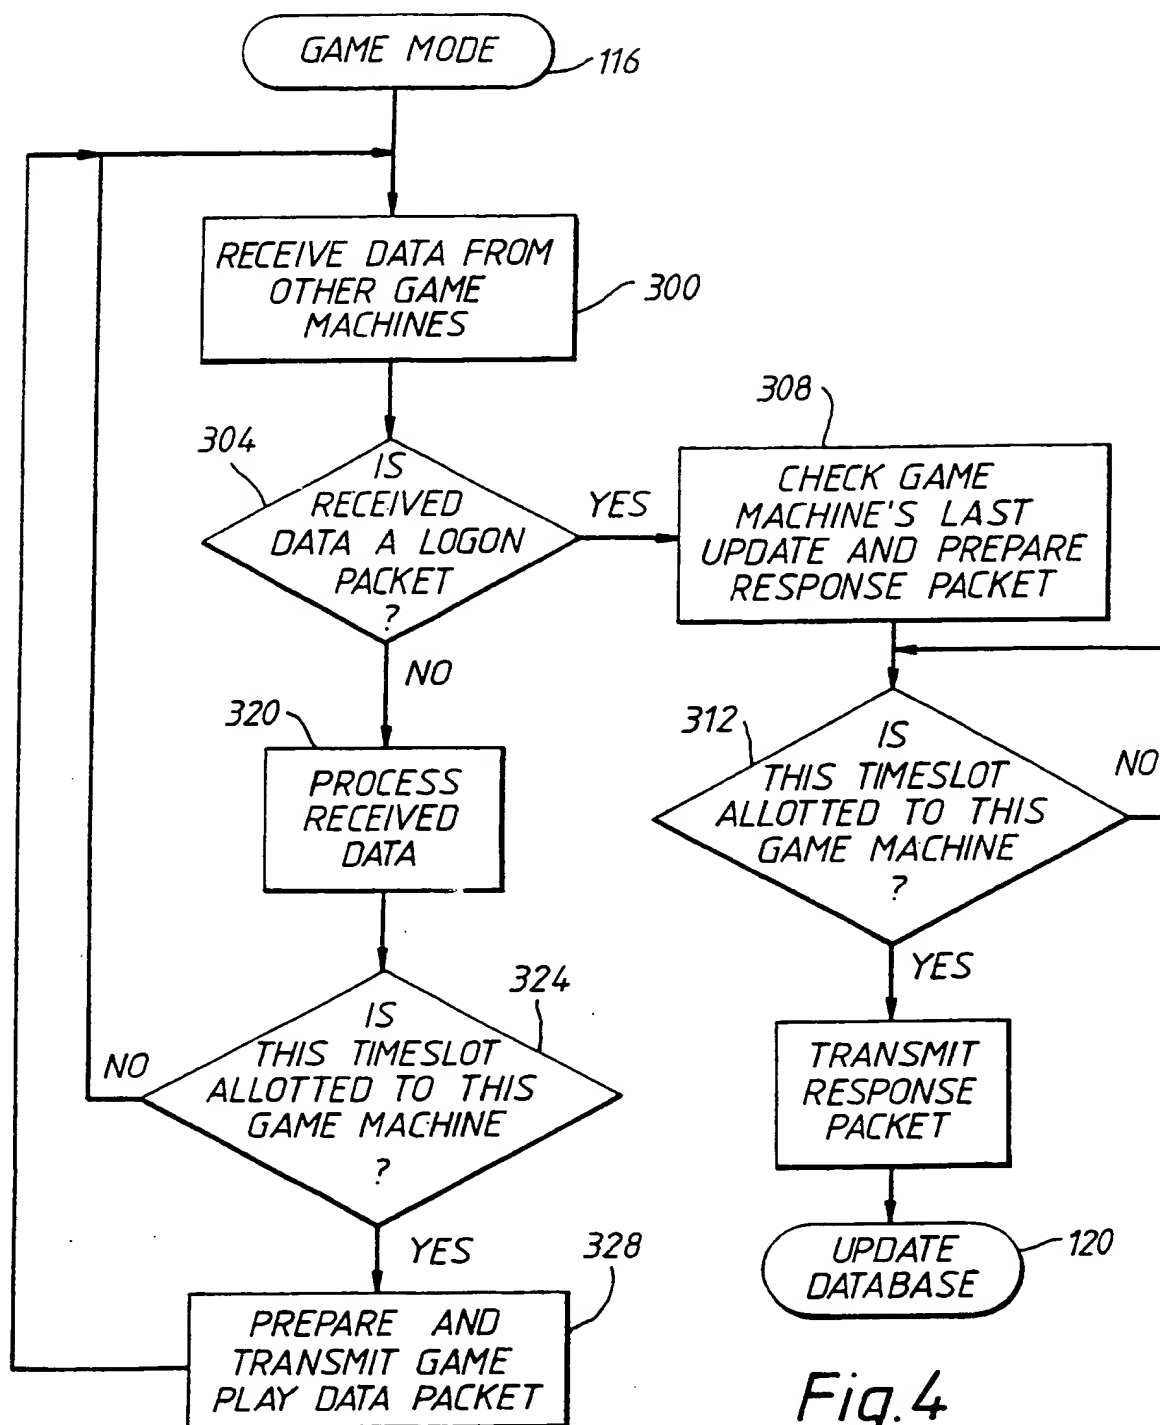 GAME MODE
116
RECEIVE DATA FROM
OTHER GAME
MACHINES
300
304
IS
RECEIVED
DATA A LOGON
PACKET
?
YES
NO
308
CHECK GAME
MACHINE'S LAST
UPDATE AND PREPARE
RESPONSE PACKET
320
PROCESS
RECEIVED
DATA
312
IS
THIS TIMESLOT
ALLOTTED TO THIS
GAME MACHINE
?
NO
YES
324
IS
THIS TIMESLOT
ALLOTTED TO THIS
GAME MACHINE
?
NO
YES
TRANSMIT
RESPONSE
PACKET
UPDATE
DATABASE
120
328
PREPARE AND
TRANSMIT GAME
PLAY DATA PACKET
Fig.4